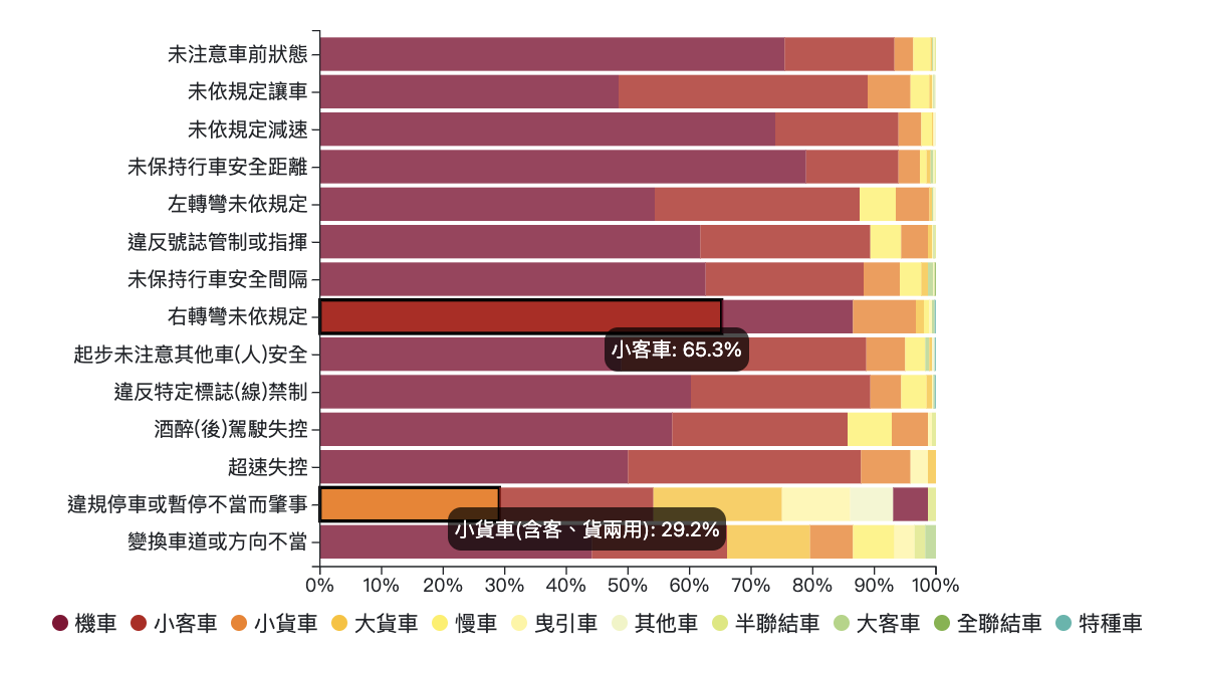 未注意車前狀態
未依規定讓車
未依規定減速
未保持行車安全距離
左轉彎未依規定
違反號誌管制或指揮
未保持行車安全間隔
右轉彎未依規定
小客車: 65.3%
起步未注意其他車(人)安全
違反特定標誌(線)禁制
酒醉(後)駕駛失控
超速失控
違規停車或暫停不當而肇事
小貨車(含客、貨兩用): 29.2%
變換車道或方向不當
0% 10% 20% 30% 40% 50% 60% 70% 80% 90% 100%
機車 小客車 小貨車 大貨車 慢車 曳引車 其他車 半聯結車 大客車 全聯結車 特種車